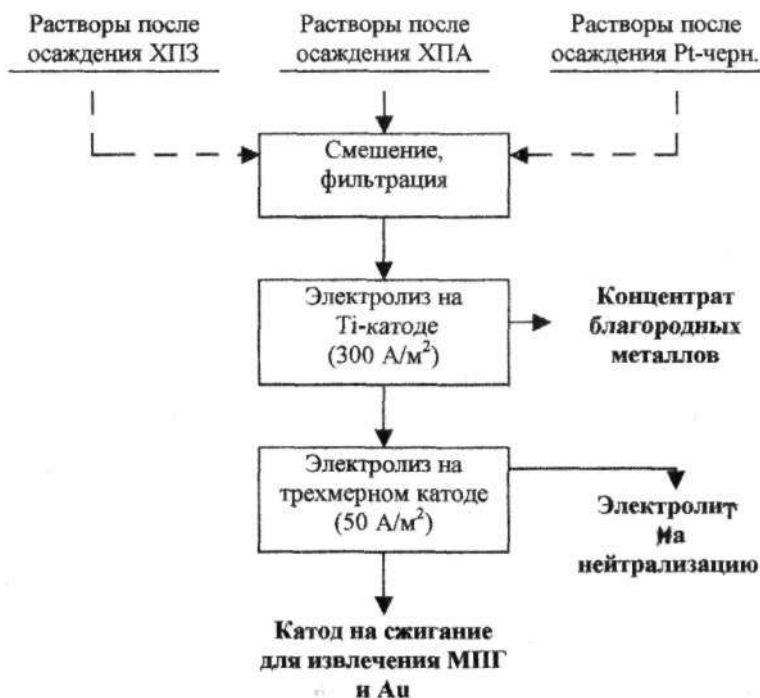 Растворы после
осаждения ХПЗ
Растворы после
осаждения ХПА
Растворы после
осаждения Pt-черн.
Смешение,
фильтрация
Электролиз на
Ti-катоде
(300 А/м²)
Концентрат
благородных
металлов
Электролиз на
трехмерном катоде
(50 А/м²)
Электролит
на
нейтрализацию
Катод на сжигание
для извлечения МПГ
и Au